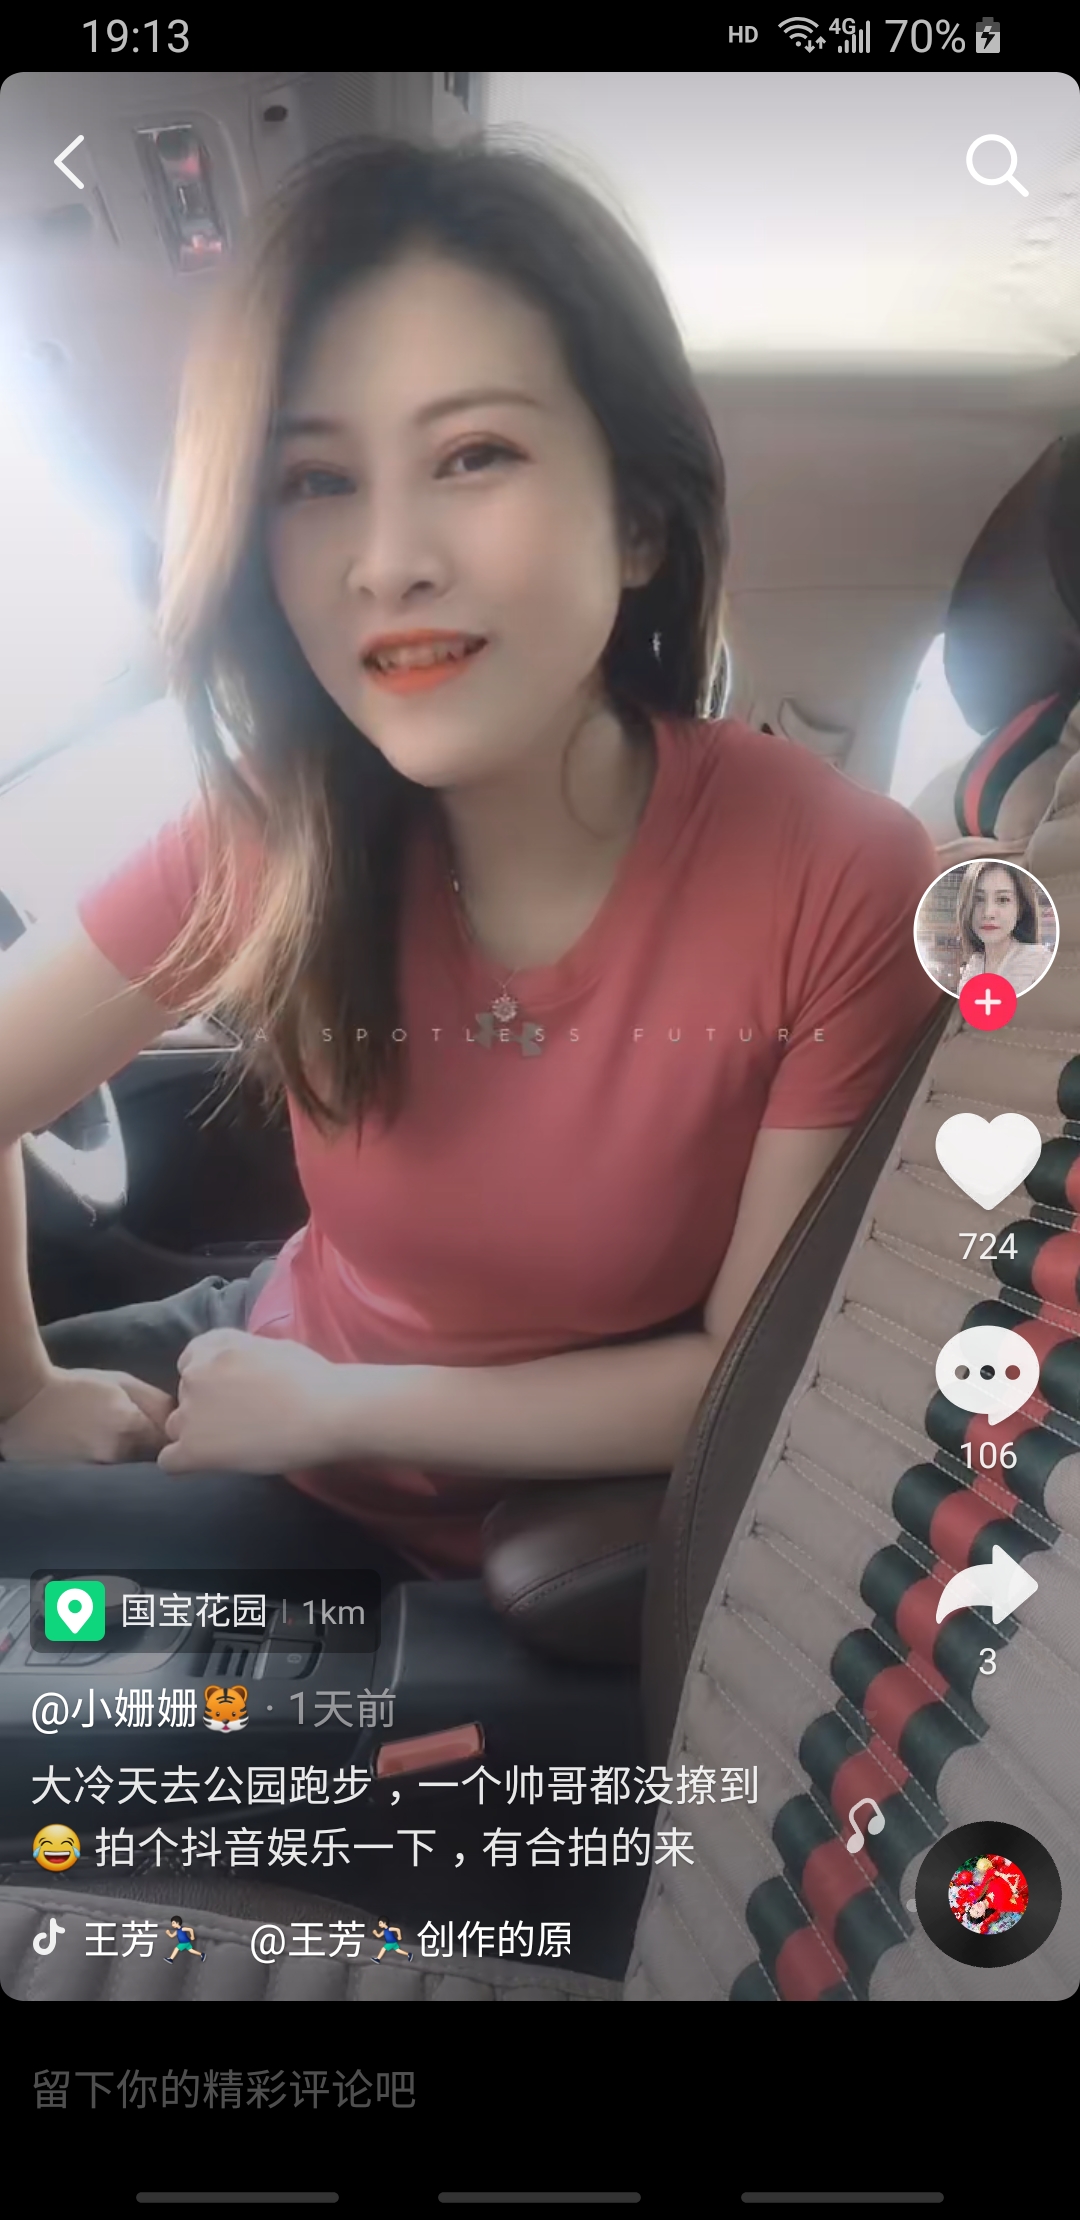 19:13 HD 4G 70%
A SPOTLESS FUTURE
724
106
3
国宝花园 | 1km
@小姗姗🐯 · 1天前
大冷天去公园跑步，一个帅哥都没撩到
😂 拍个抖音娱乐一下，有合拍的来
王芳🏃 @王芳🏃创作的原
留下你的精彩评论吧